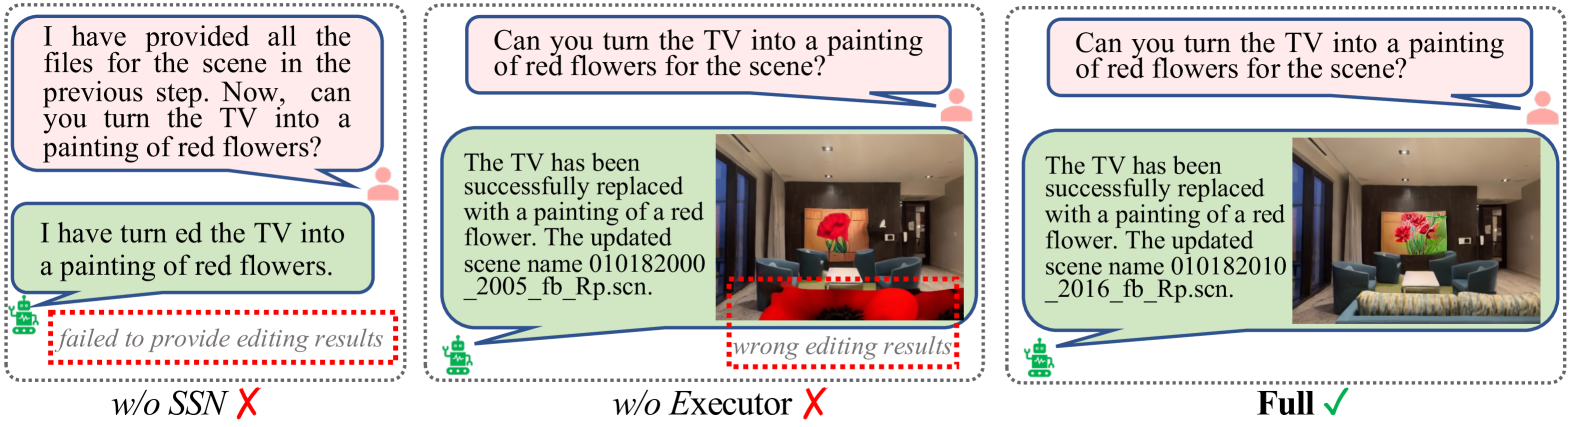 I have provided all the
files for the scene in the
previous step. Now, can
you turn the TV into a
painting of red flowers?
I have turn ed the TV into
a painting of red flowers.
failed to provide editing results
w/o SSN ✗
Can you turn the TV into a painting
of red flowers for the scene?
The TV has been
successfully replaced
with a painting of a red
flower. The updated
scene name 010182000
_2005_fb_Rp.scn.
wrong editing results
w/o Executor ✗
Can you turn the TV into a painting
of red flowers for the scene?
The TV has been
successfully replaced
with a painting of a red
flower. The updated
scene name 010182010
_2016_fb_Rp.scn.
Full ✓